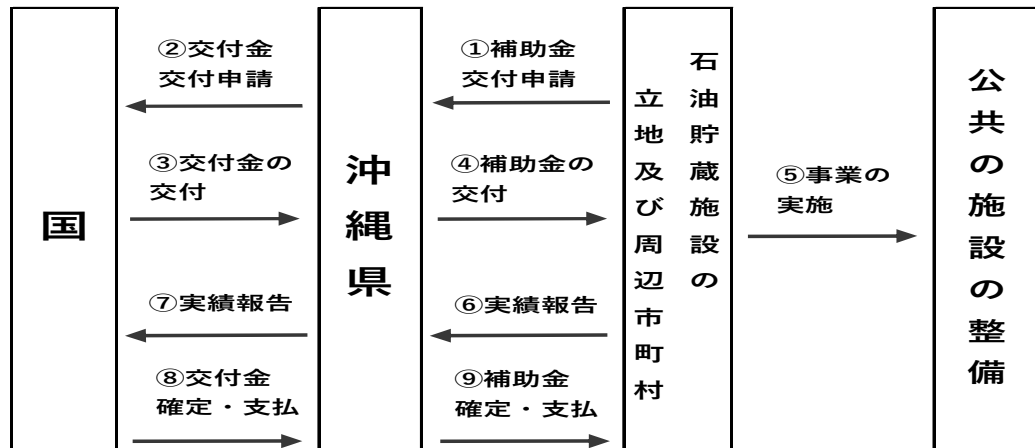 国
②交付金
交付申請
③交付金の
交付
⑦実績報告
⑧交付金
確定・支払
沖縄県
①補助金
交付申請
④補助金の
交付
⑥実績報告
⑨補助金
確定・支払
石油貯蔵施設の
立地及び周辺市町村
⑤事業の
実施
公共の施設の整備